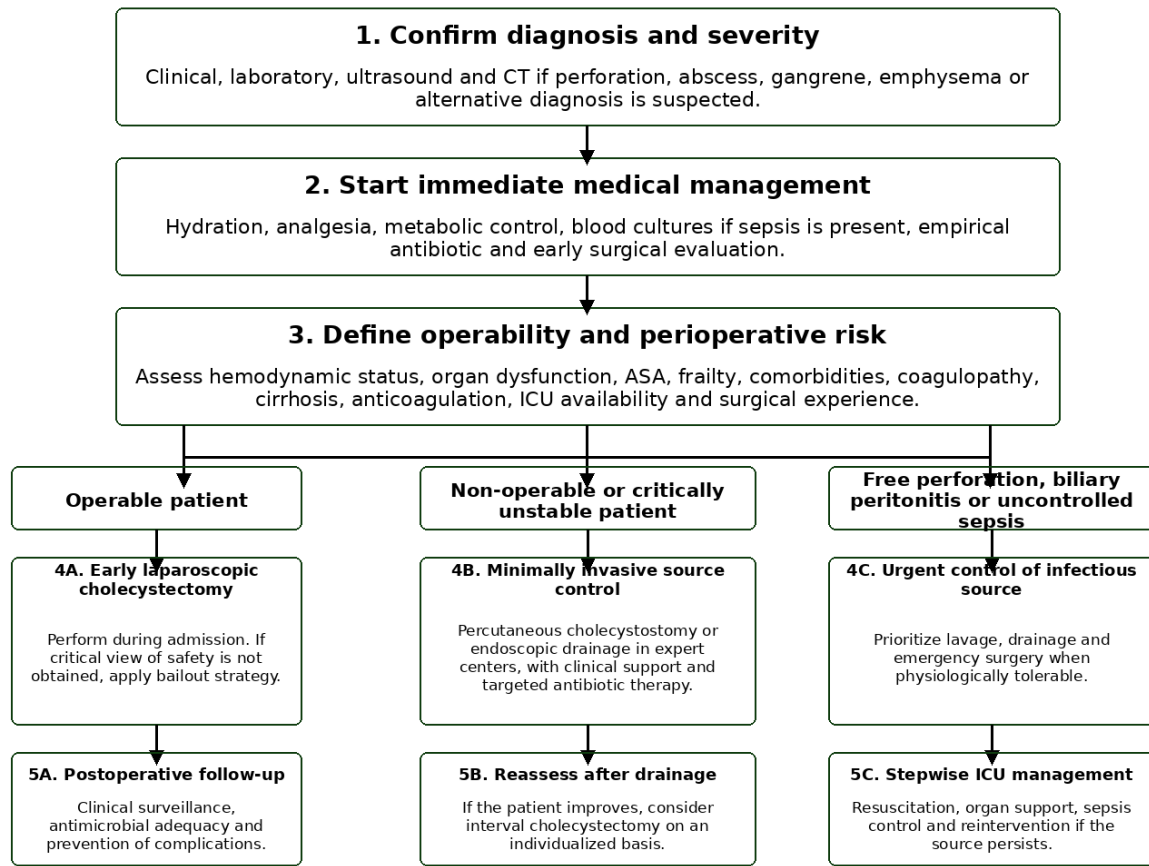 1. Confirm diagnosis and severity
Clinical, laboratory, ultrasound and CT if perforation, abscess, gangrene, emphysema or
alternative diagnosis is suspected.
2. Start immediate medical management
Hydration, analgesia, metabolic control, blood cultures if sepsis is present, empirical
antibiotic and early surgical evaluation.
3. Define operability and perioperative risk
Assess hemodynamic status, organ dysfunction, ASA, frailty, comorbidities, coagulopathy,
cirrhosis, anticoagulation, ICU availability and surgical experience.
Operable patient
4A. Early laparoscopic
cholecystectomy
Perform during admission. If
critical view of safety is not
obtained, apply bailout strategy.
5A. Postoperative follow-up
Clinical surveillance,
antimicrobial adequacy and
prevention of complications.
Non-operable or critically
unstable patient
4B. Minimally invasive source
control
Percutaneous cholecystostomy or
endoscopic drainage in expert
centers, with clinical support and
targeted antibiotic therapy.
5B. Reassess after drainage
If the patient improves, consider
interval cholecystectomy on an
individualized basis.
Free perforation, biliary
peritonitis or uncontrolled
sepsis
4C. Urgent control of infectious
source
Prioritize lavage, drainage and
emergency surgery when
physiologically tolerable.
5C. Stepwise ICU management
Resuscitation, organ support, sepsis
control and reintervention if the
source persists.